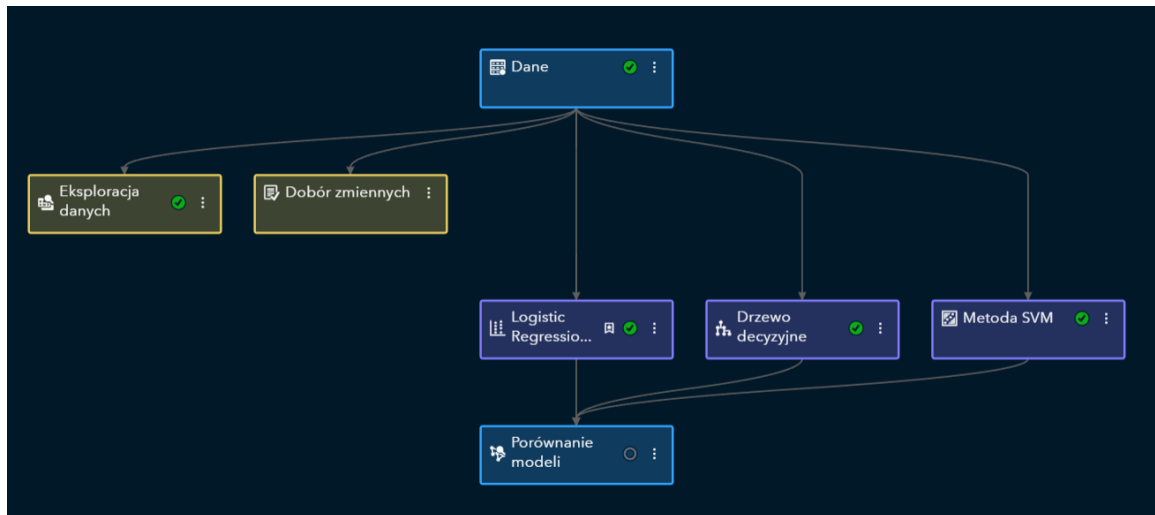 Dane
Eksploracja
danych
Dobór zmiennych
Logistic
Regressio...
Drzewo
decyzyjne
Metoda SVM
Porównanie
modeli